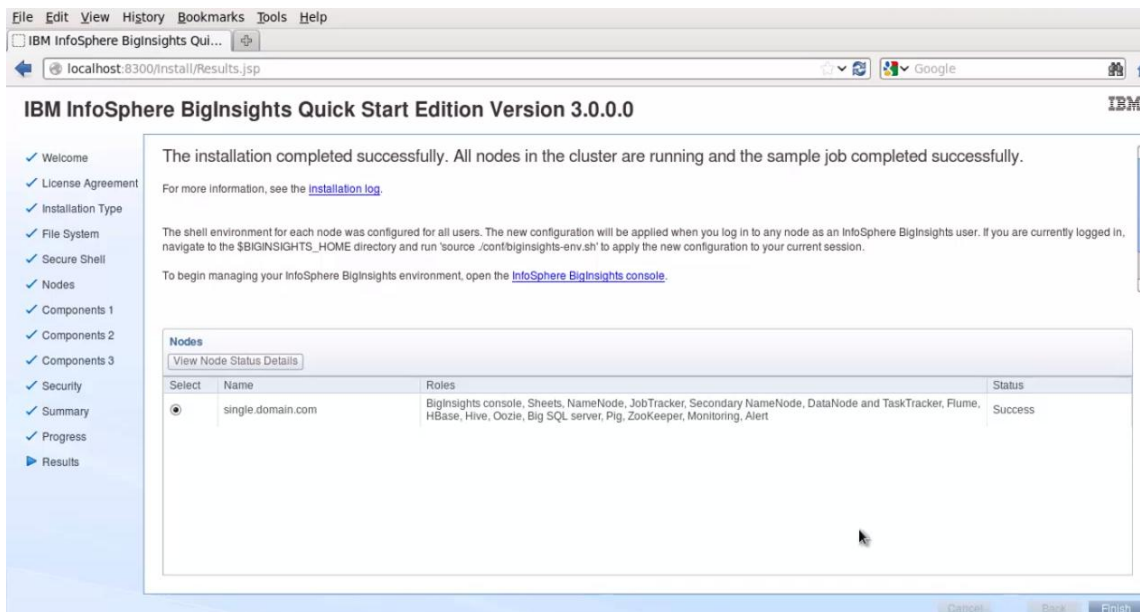 File Edit View History Bookmarks Tools Help
IBM InfoSphere BigInsights Qui...
localhost:8300/Install/Results.jsp
Google
IBM InfoSphere BigInsights Quick Start Edition Version 3.0.0.0
IBM
Welcome
License Agreement
Installation Type
File System
Secure Shell
Nodes
Components 1
Components 2
Components 3
Security
Summary
Progress
Results
The installation completed successfully. All nodes in the cluster are running and the sample job completed successfully.
For more information, see the installation log.
The shell environment for each node was configured for all users. The new configuration will be applied when you log in to any node as an InfoSphere BigInsights user. If you are currently logged in,
navigate to the $BIGINSIGHTS_HOME directory and run 'source ./conf/biginsights-env.sh' to apply the new configuration to your current session.
To begin managing your InfoSphere BigInsights environment, open the InfoSphere BigInsights console.
Nodes
View Node Status Details
Select Name Roles Status
single.domain.com BigInsights console, Sheets, NameNode, JobTracker, Secondary NameNode, DataNode and TaskTracker, Flume, Success
HBase, Hive, Oozie, Big SQL server, Pig, ZooKeeper, Monitoring, Alert
Cancel Back Finish